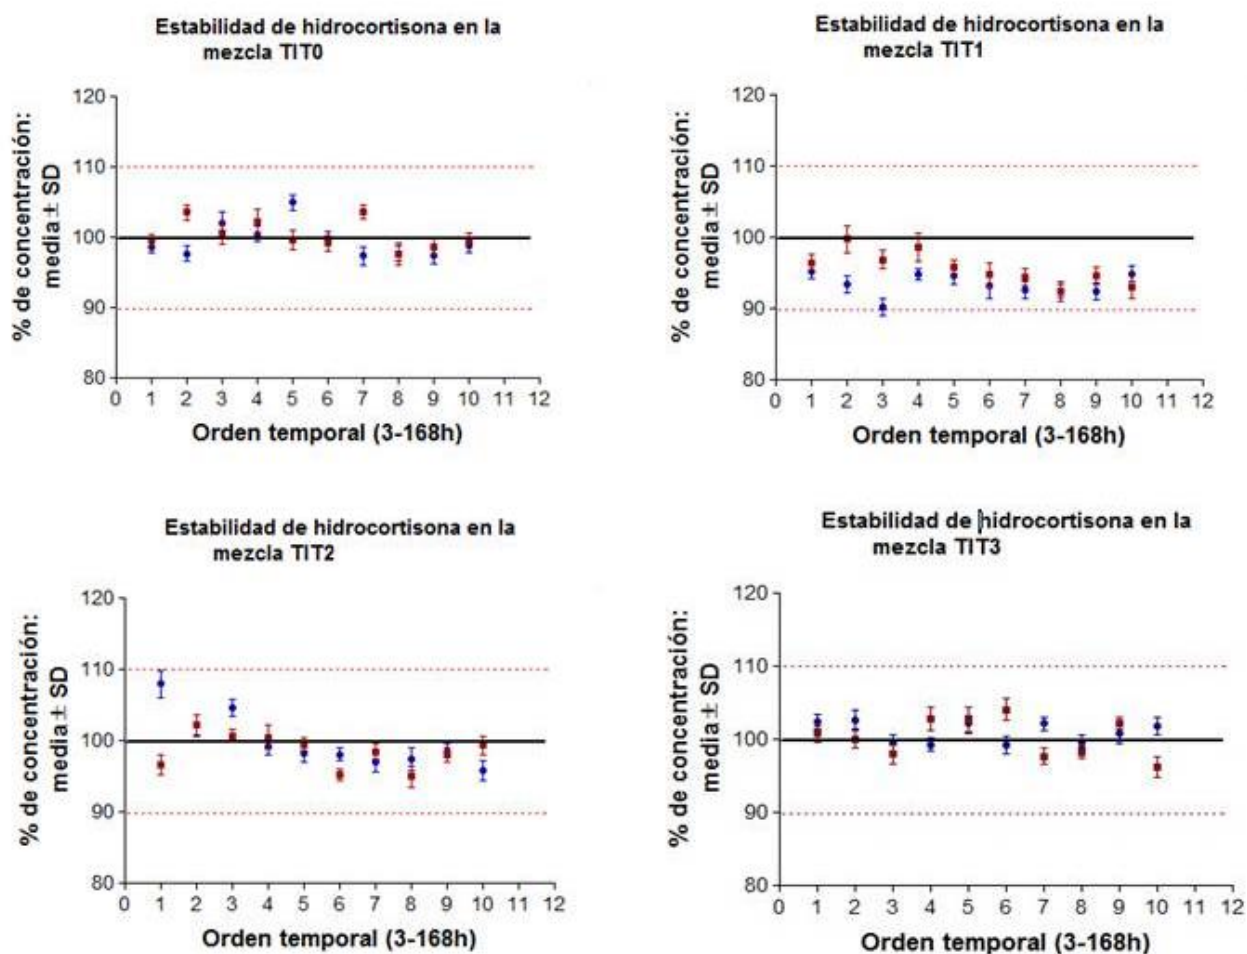 Estabilidad de hidrocortisona en la
mezcla TIT0
% de concentración:
media ± SD
120
110
100
90
80
0 1 2 3 4 5 6 7 8 9 10 11 12
Orden temporal (3-168h)
Estabilidad de hidrocortisona en la
mezcla TIT1
% de concentración:
media ± SD
120
110
100
90
80
0 1 2 3 4 5 6 7 8 9 10 11 12
Orden temporal (3-168h)
Estabilidad de hidrocortisona en la
mezcla TIT2
% de concentración:
media ± SD
120
110
100
90
80
0 1 2 3 4 5 6 7 8 9 10 11 12
Orden temporal (3-168h)
Estabilidad de hidrocortisona en la
mezcla TIT3
% de concentración:
media ± SD
120
110
100
90
80
0 1 2 3 4 5 6 7 8 9 10 11 12
Orden temporal (3-168h)